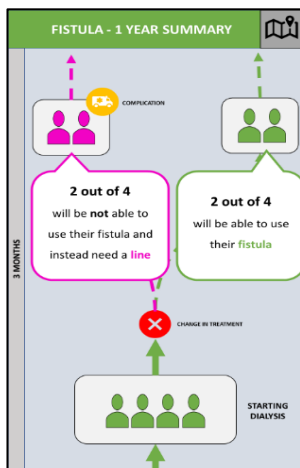 FISTULA - 1 YEAR SUMMARY
COMPLICATION
2 out of 4
will be not able to
use their fistula and
instead need a line
2 out of 4
will be able to use
their fistula
3 MONTHS
CHANGE IN TREATMENT
STARTING
DIALYSIS